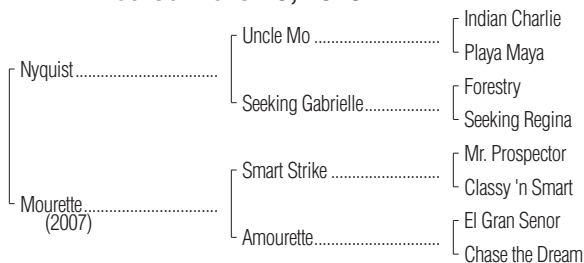 Indian Charlie
Uncle Mo
Playa Maya
Nyquist
Forestry
Seeking Gabrielle
Seeking Regina
Mr. Prospector
Smart Strike
Classy 'n Smart
Mourette
(2007)
El Gran Senor
Amourette
Chase the Dream